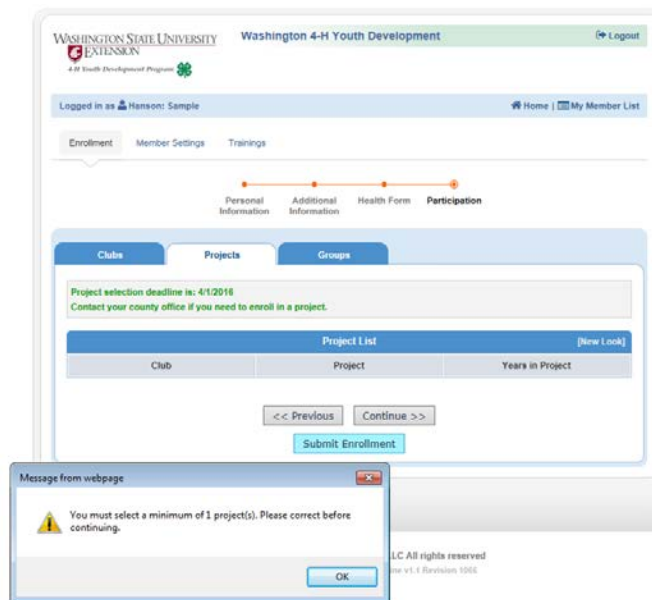 WASHINGTON STATE UNIVERSITY
EXTENSION
4-H Youth Development Program
Washington 4-H Youth Development
Logout
Logged in as Hanson: Sample
Home | My Member List
Enrollment Member Settings Trainings
Personal Information
Additional Information
Health Form
Participation
Clubs Projects Groups
Project selection deadline is: 4/1/2016
Contact your county office if you need to enroll in a project.
Project List [New Look]
Club Project Years in Project
<< Previous Continue >>
Submit Enrollment
Message from webpage
You must select a minimum of 1 project(s). Please correct before
continuing.
OK
LC All rights reserved
v1.1 Revision 1066